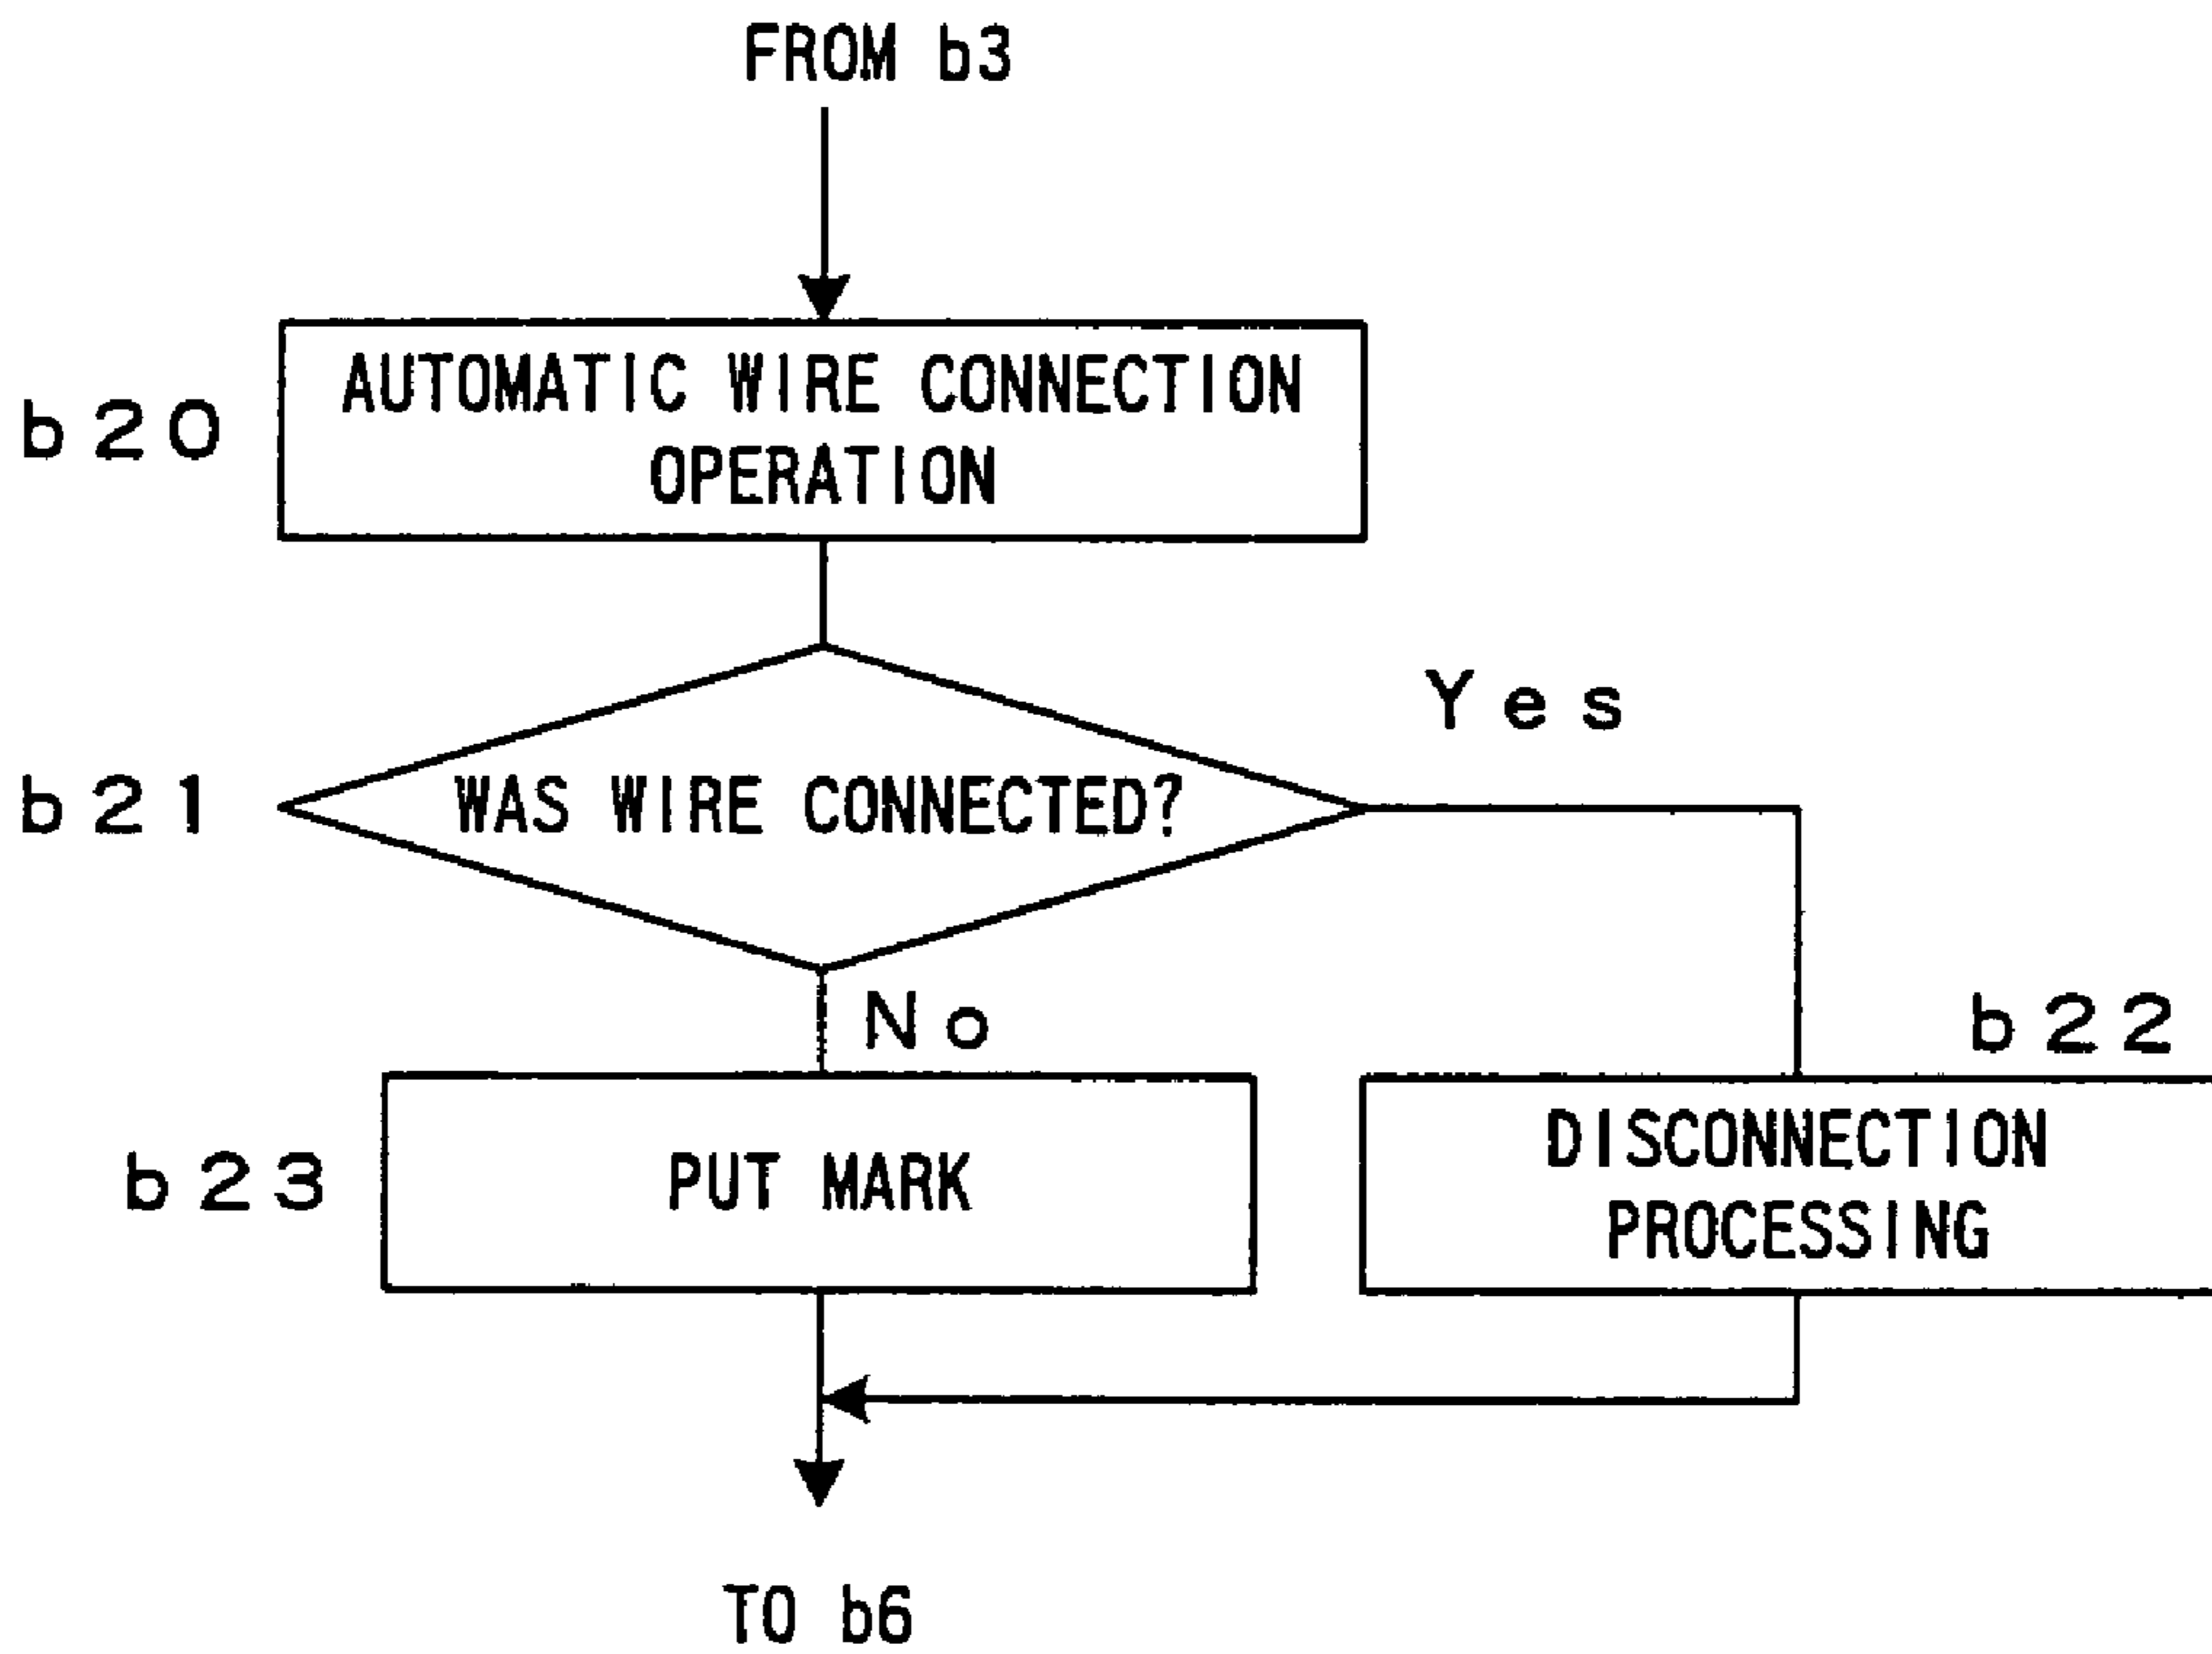 FROM b3
b20
AUTOMATIC WIRE CONNECTION
OPERATION
Yes
b21
WAS WIRE CONNECTED?
No
b22
b23
PUT MARK
DISCONNECTION
PROCESSING
TO b6